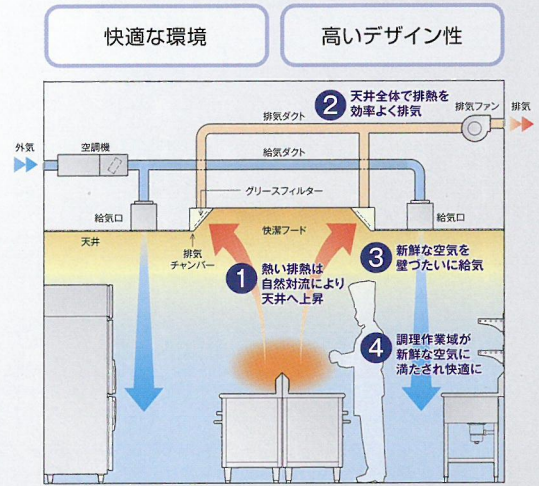 快適な環境
高いデザイン性
② 天井全体で排熱を
効率よく排気
排気ダクト
排気ファン
排気
外気
空調機
給気ダクト
グリースフィルター
給気口
給気口
天井
排気
チャンバー
快潔フード
① 熱い排熱は
自然対流により
天井へ上昇
③ 新鮮な空気を
壁づたいに給気
④ 調理作業域が
新鮮な空気に
満たされ快適に